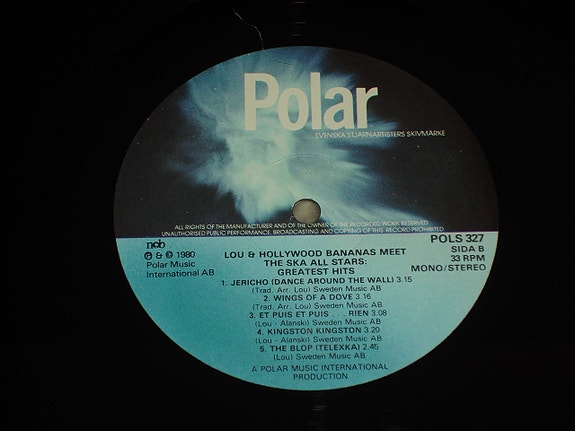 Polar
SVENSKA STJÄRNARTISTERS SKIVMÄRKE
ALL RIGHTS OF THE MANUFACTURER AND OF THE OWNER OF THE RECORDED WORK RESERVED
UNAUTHORISED PUBLIC PERFORMANCE, BROADCASTING AND COPYING OF THIS RECORD PROHIBITED.
ncb
℗ & © 1980
Polar Music
International AB
LOU & HOLLYWOOD BANANAS MEET
THE SKA ALL STARS:
GREATEST HITS
POLS 327
SIDA B
33 RPM
MONO/STEREO
1. JERICHO (DANCE AROUND THE WALL) 3.15
(Trad. Arr. Lou) Sweden Music AB
2. WINGS OF A DOVE 3.16
(Trad. Arr. Lou) Sweden Music AB
3. ET PUIS ET PUIS . . . RIEN 3.08
(Lou - Alanski) Sweden Music AB
4. KINGSTON KINGSTON 3.20
(Lou - Alanski) Sweden Music AB
5. THE BLOP (TELEXKA) 2.45
(Lou) Sweden Music AB
A POLAR MUSIC INTERNATIONAL
PRODUCTION